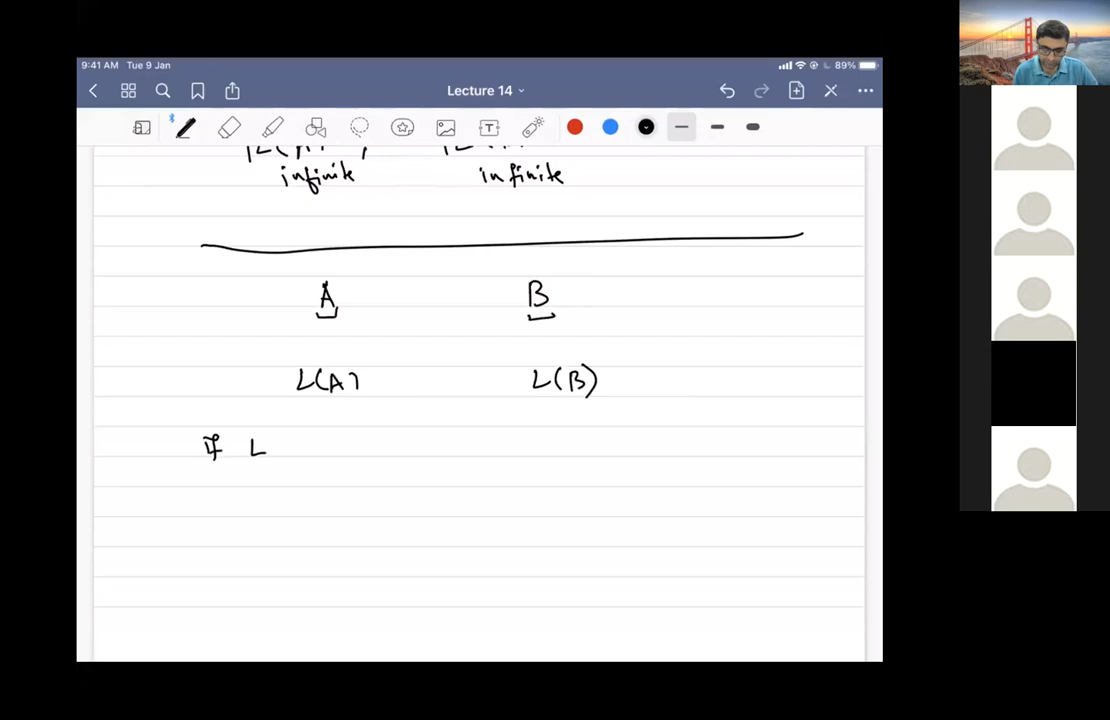 9:41 AM Tue 9 Jan
89%
Lecture 14
infinite infinite
A B
L(A) L(B)
If L